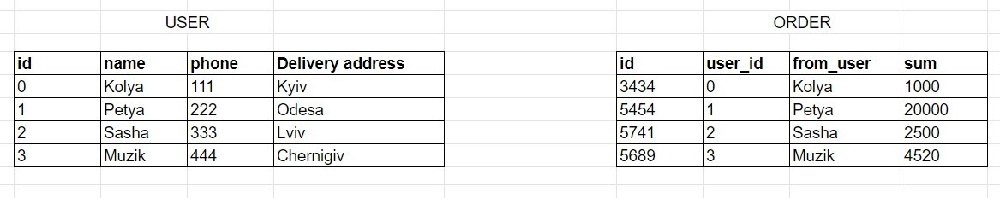 USER ORDER
id name phone Delivery address id user_id from_user sum
0 Kolya 111 Kyiv 3434 0 Kolya 1000
1 Petya 222 Odesa 5454 1 Petya 20000
2 Sasha 333 Lviv 5741 2 Sasha 2500
3 Muzik 444 Chernigiv 5689 3 Muzik 4520